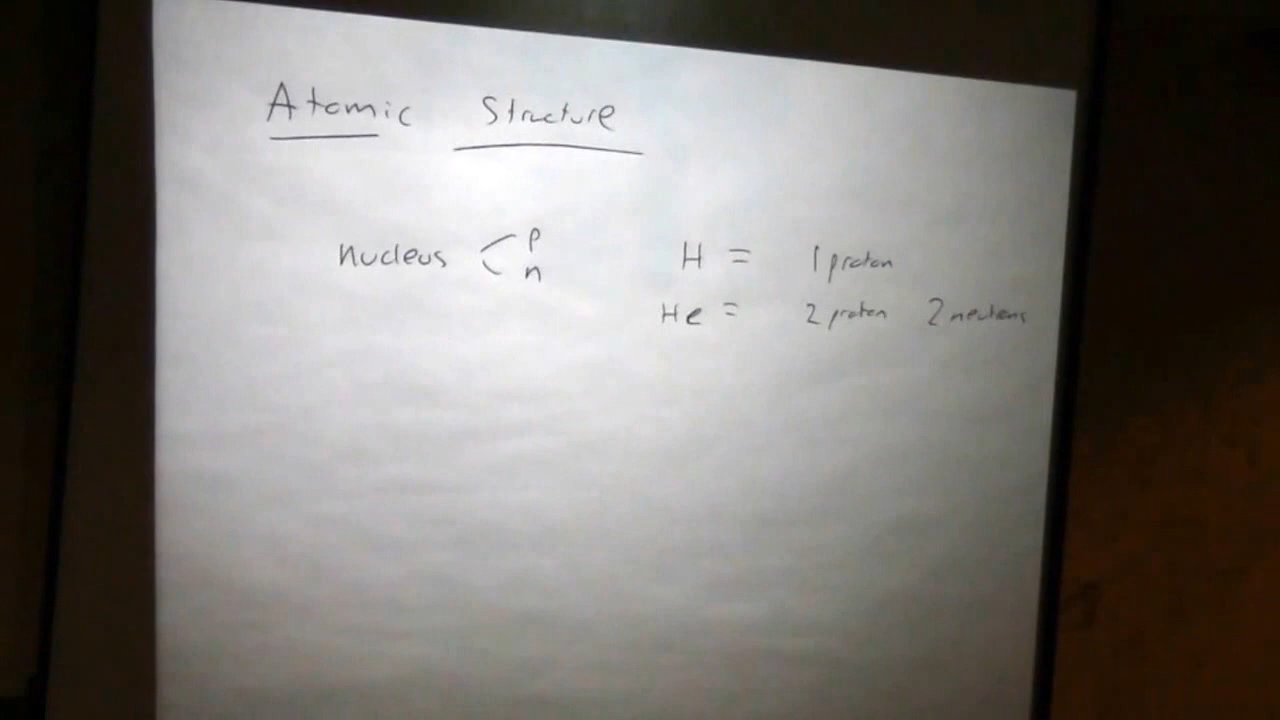 Atomic Structure
nucleus < p
n
H = 1 proton
He = 2 proton 2 neutrons